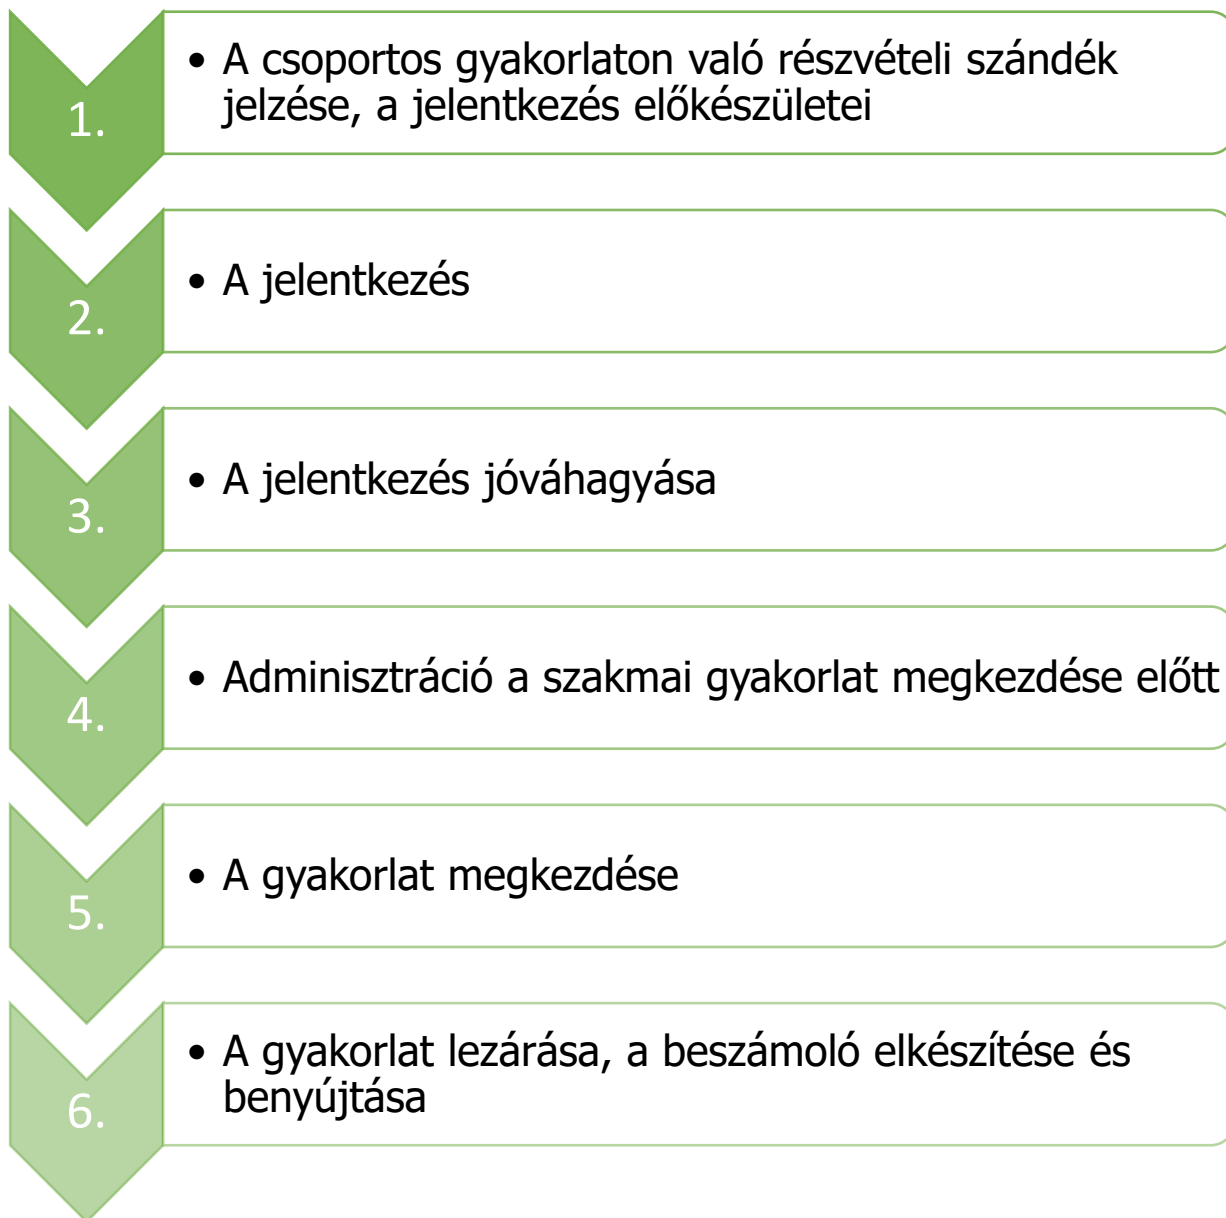 1.
• A csoportos gyakorlaton való részvételi szándék
jelzése, a jelentkezés előkészületei
2.
• A jelentkezés
3.
• A jelentkezés jóváhagyása
4.
• Adminisztráció a szakmai gyakorlat megkezdése előtt
5.
• A gyakorlat megkezdése
6.
• A gyakorlat lezárása, a beszámoló elkészítése és
benyújtása